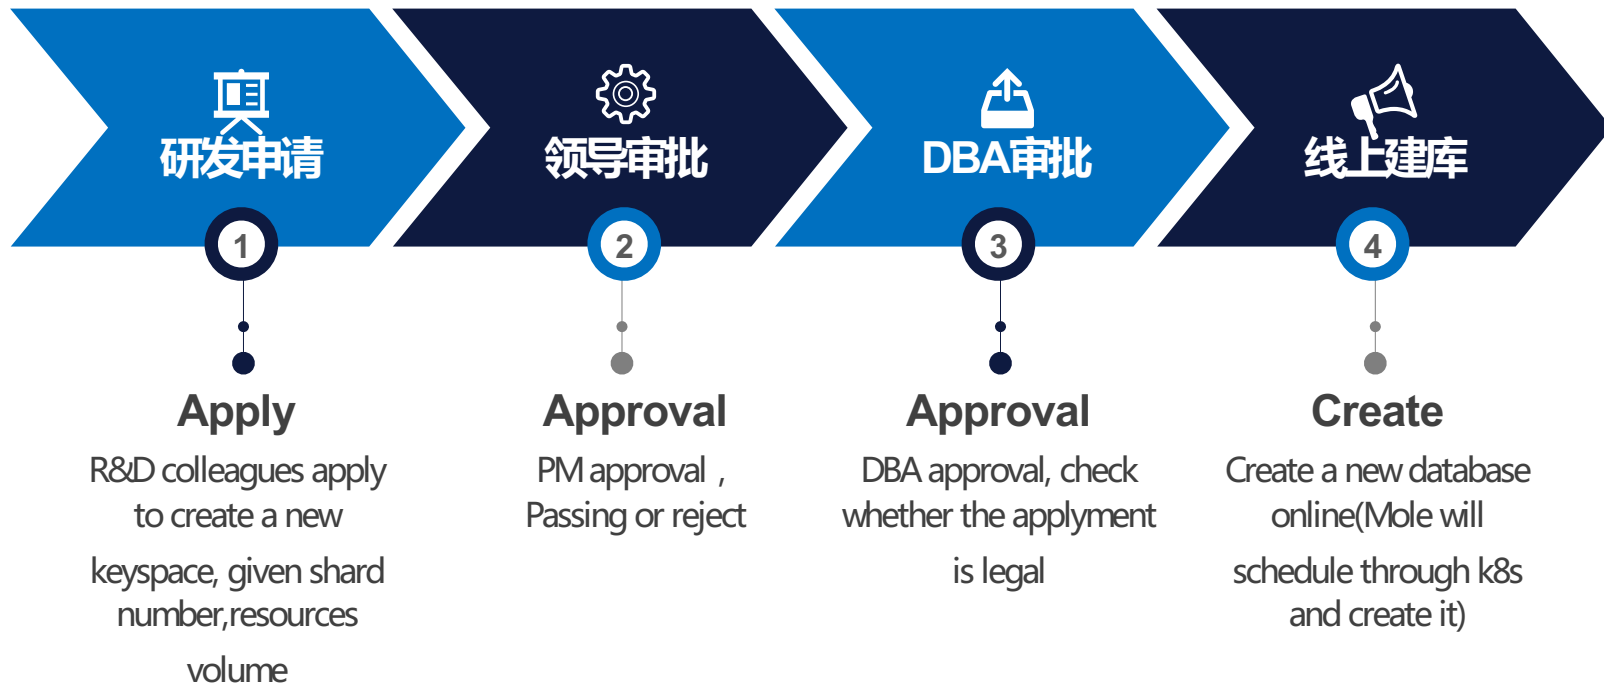 研发申请
领导审批
DBA审批
线上建库
1
2
3
4
Apply
R&D colleagues apply
to create a new
keyspace, given shard
number,resources
volume
Approval
PM approval，
Passing or reject
Approval
DBA approval, check
whether the applyment
is legal
Create
Create a new database
online(Mole will
schedule through k8s
and create it)